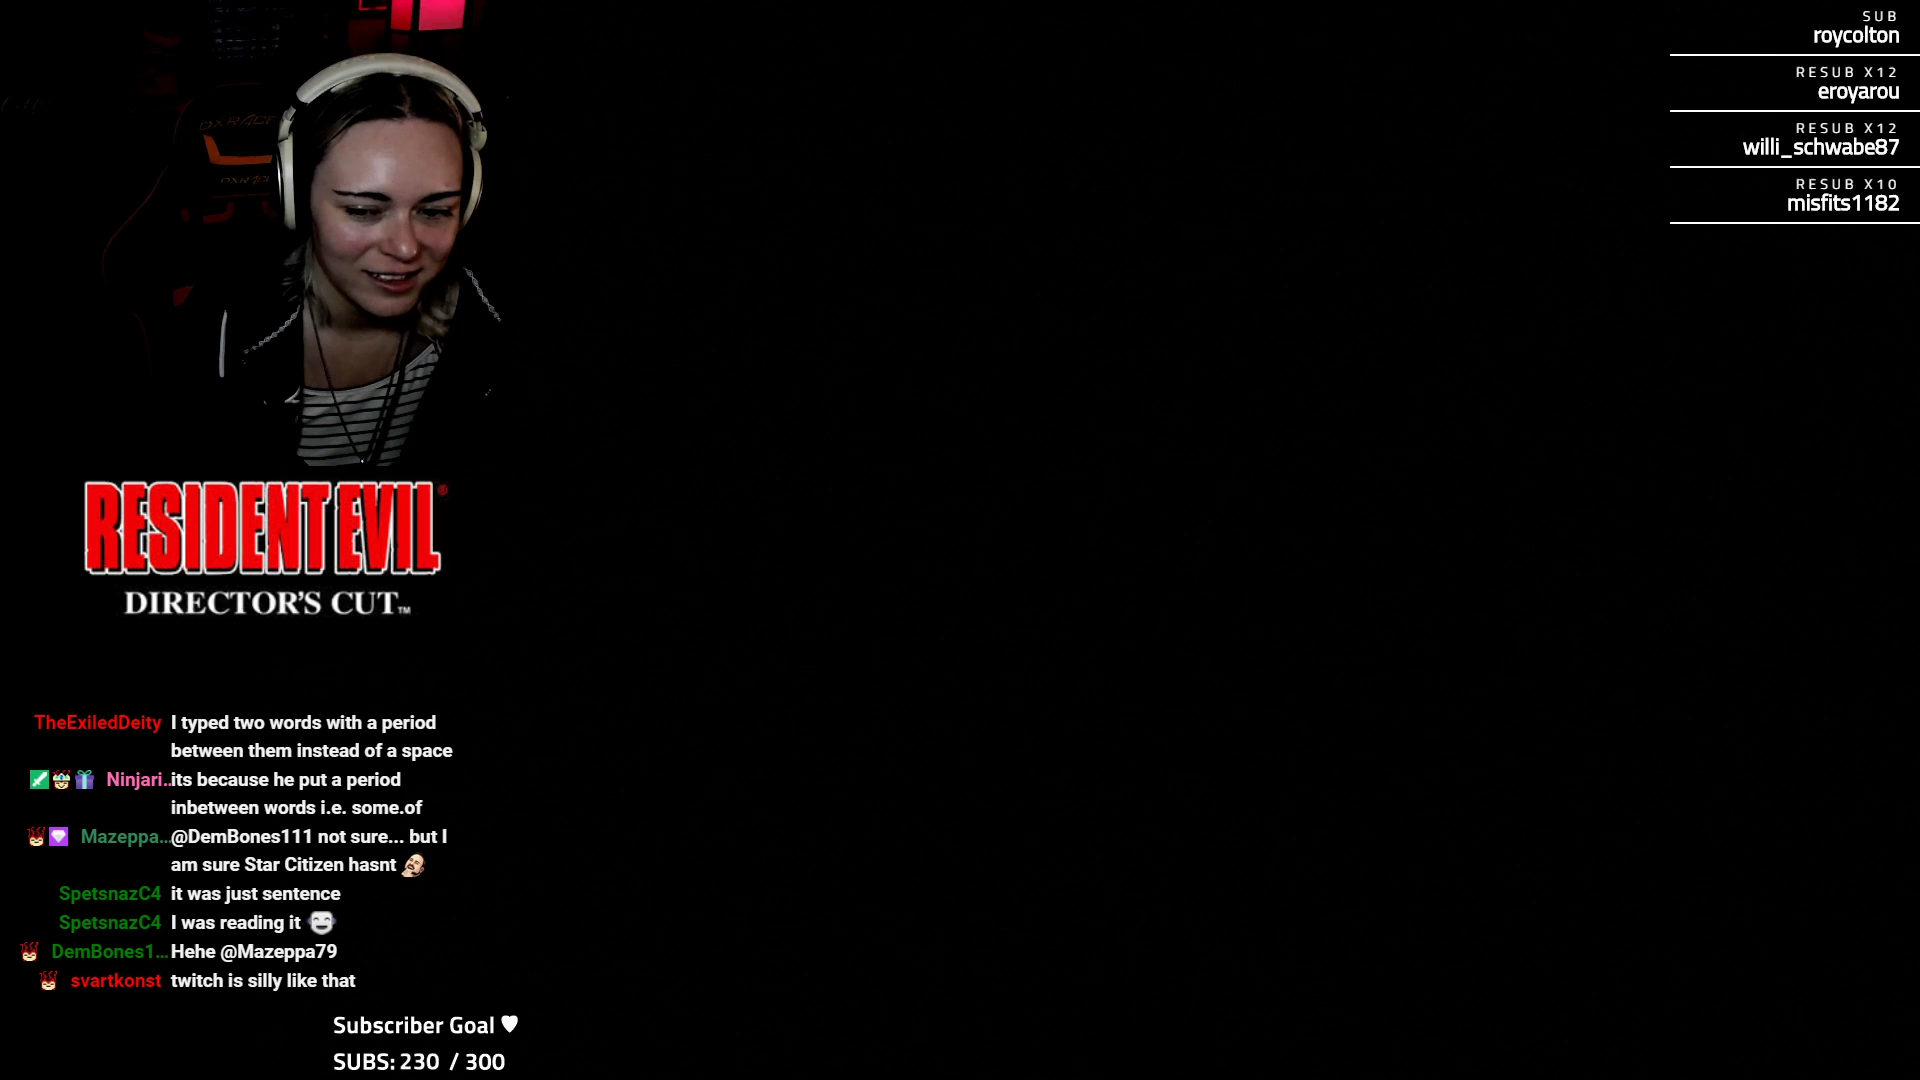 SUB
roycolton
RESUB X12
eroyarou
RESUB X12
willi_schwabe87
RESUB X10
misfits1182
DXRACER
RESIDENT EVIL®
DIRECTOR'S CUT™
TheExiledDeity I typed two words with a period
between them instead of a space
Ninjari.. its because he put a period
inbetween words i.e. some.of
Mazeppa... @DemBones111 not sure... but I
am sure Star Citizen hasnt
SpetsnazC4 it was just sentence
SpetsnazC4 I was reading it
DemBones1... Hehe @Mazeppa79
svartkonst twitch is silly like that
Subscriber Goal ♥
SUBS: 230 / 300